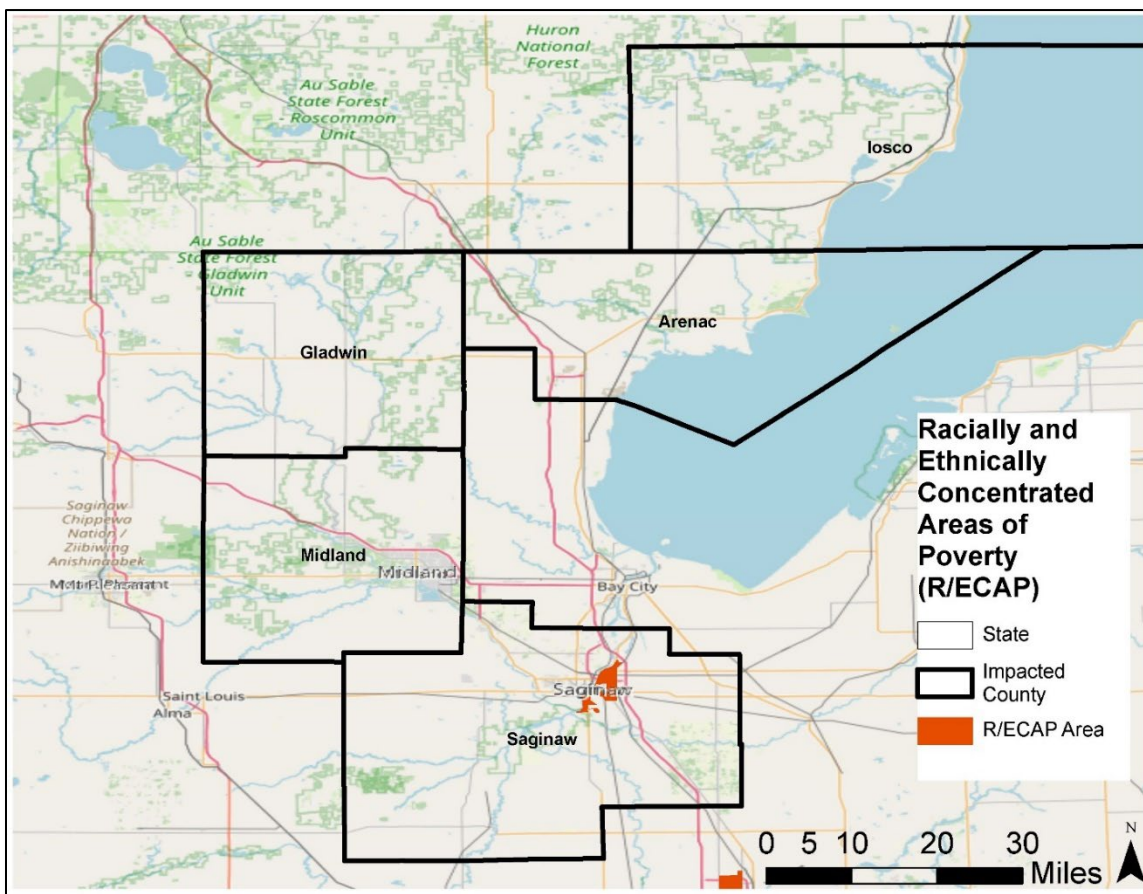 Huron
National
Forest
Au Sable
State Forest
- Roscommon
Unit
Iosco
Au Sable
State Forest
- Gladwin
Unit
Arenac
Gladwin
Racially and
Ethnically
Concentrated
Areas of
Poverty
(R/ECAP)
State
Impacted
County
R/ECAP Area
Saginaw
Chippewa
Nation /
Ziibiwing
Anishinaabek
Midland
Midland
Mt Pleasant
Bay City
Saint Louis
Alma
Saginaw
Saginaw
N
0 5 10 20 30
Miles